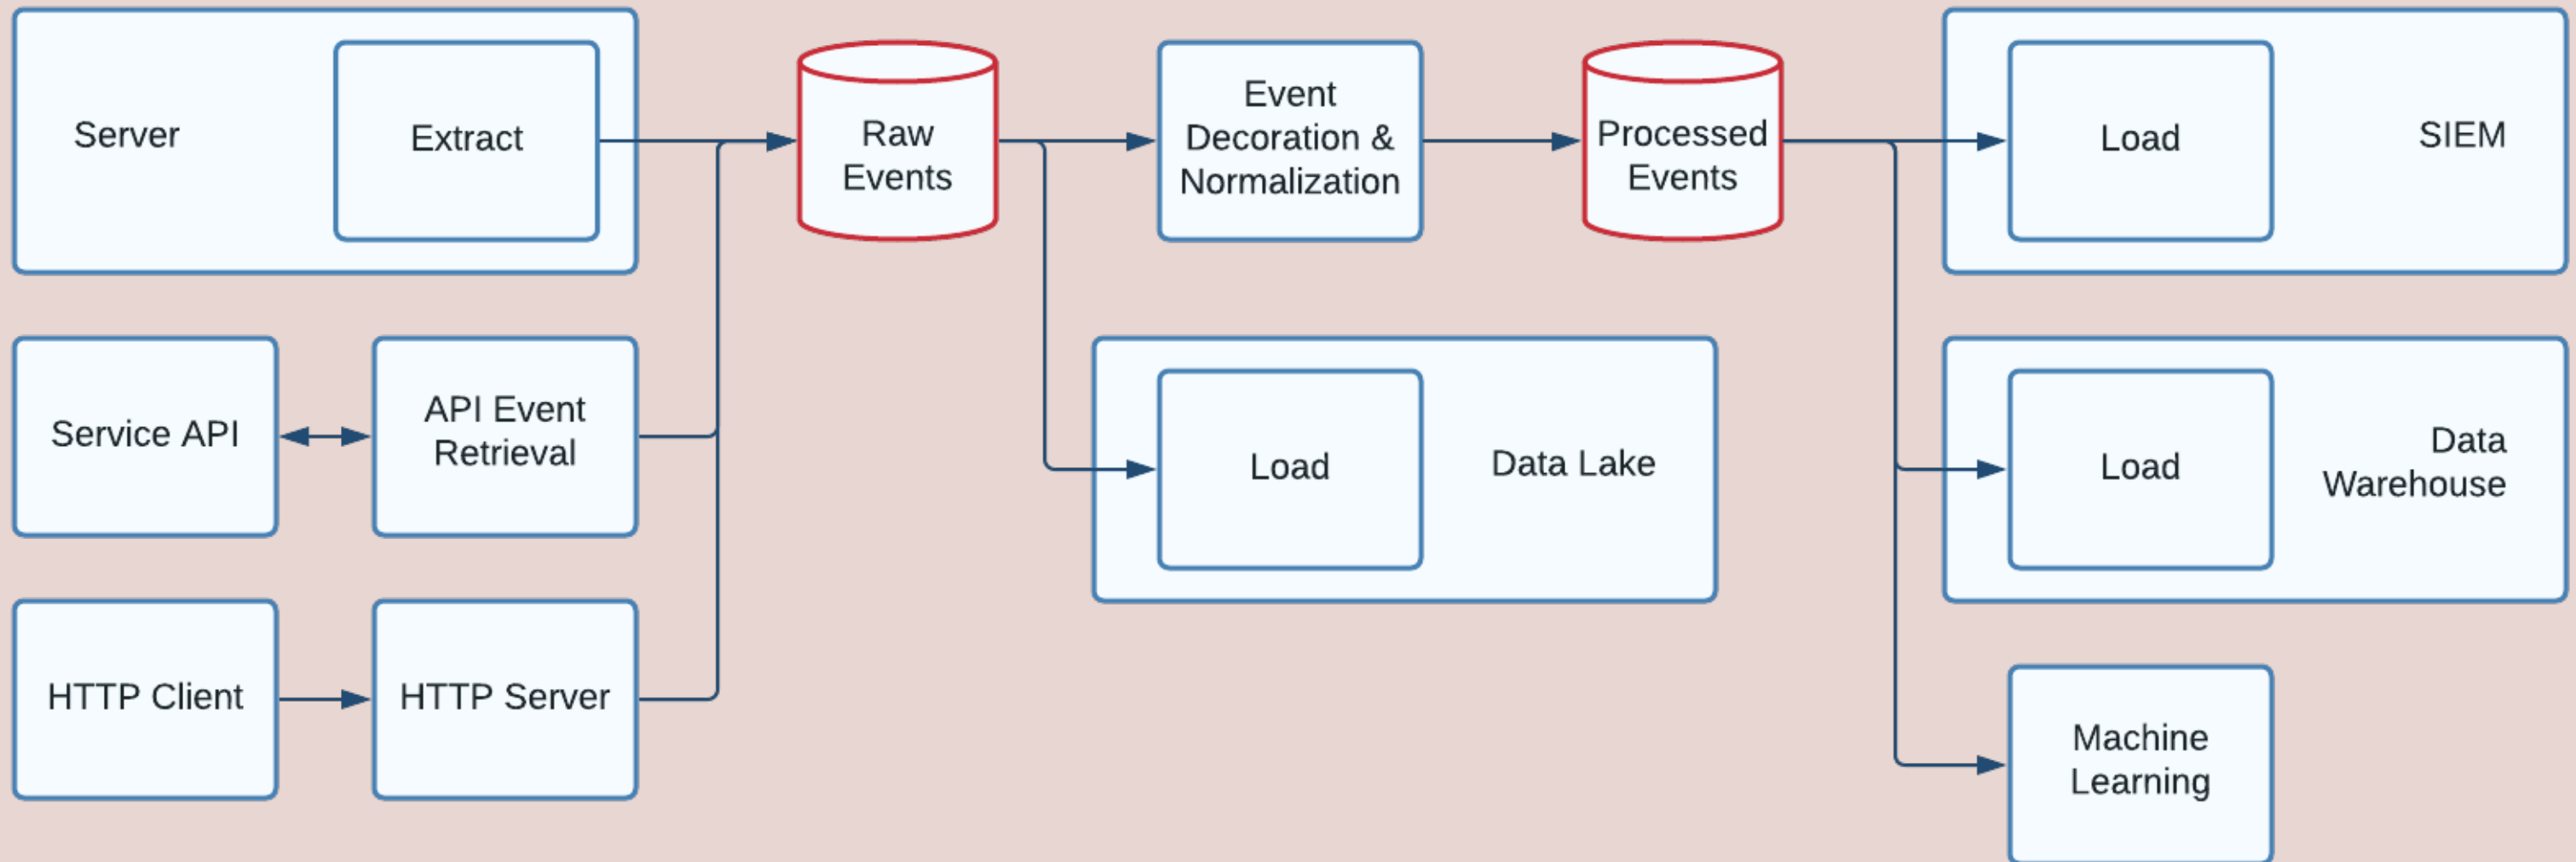 Server
Extract
Raw
Events
Event
Decoration &
Normalization
Processed
Events
Load
SIEM
Service API
API Event
Retrieval
Load
Data Lake
Load
Data
Warehouse
HTTP Client
HTTP Server
Machine
Learning